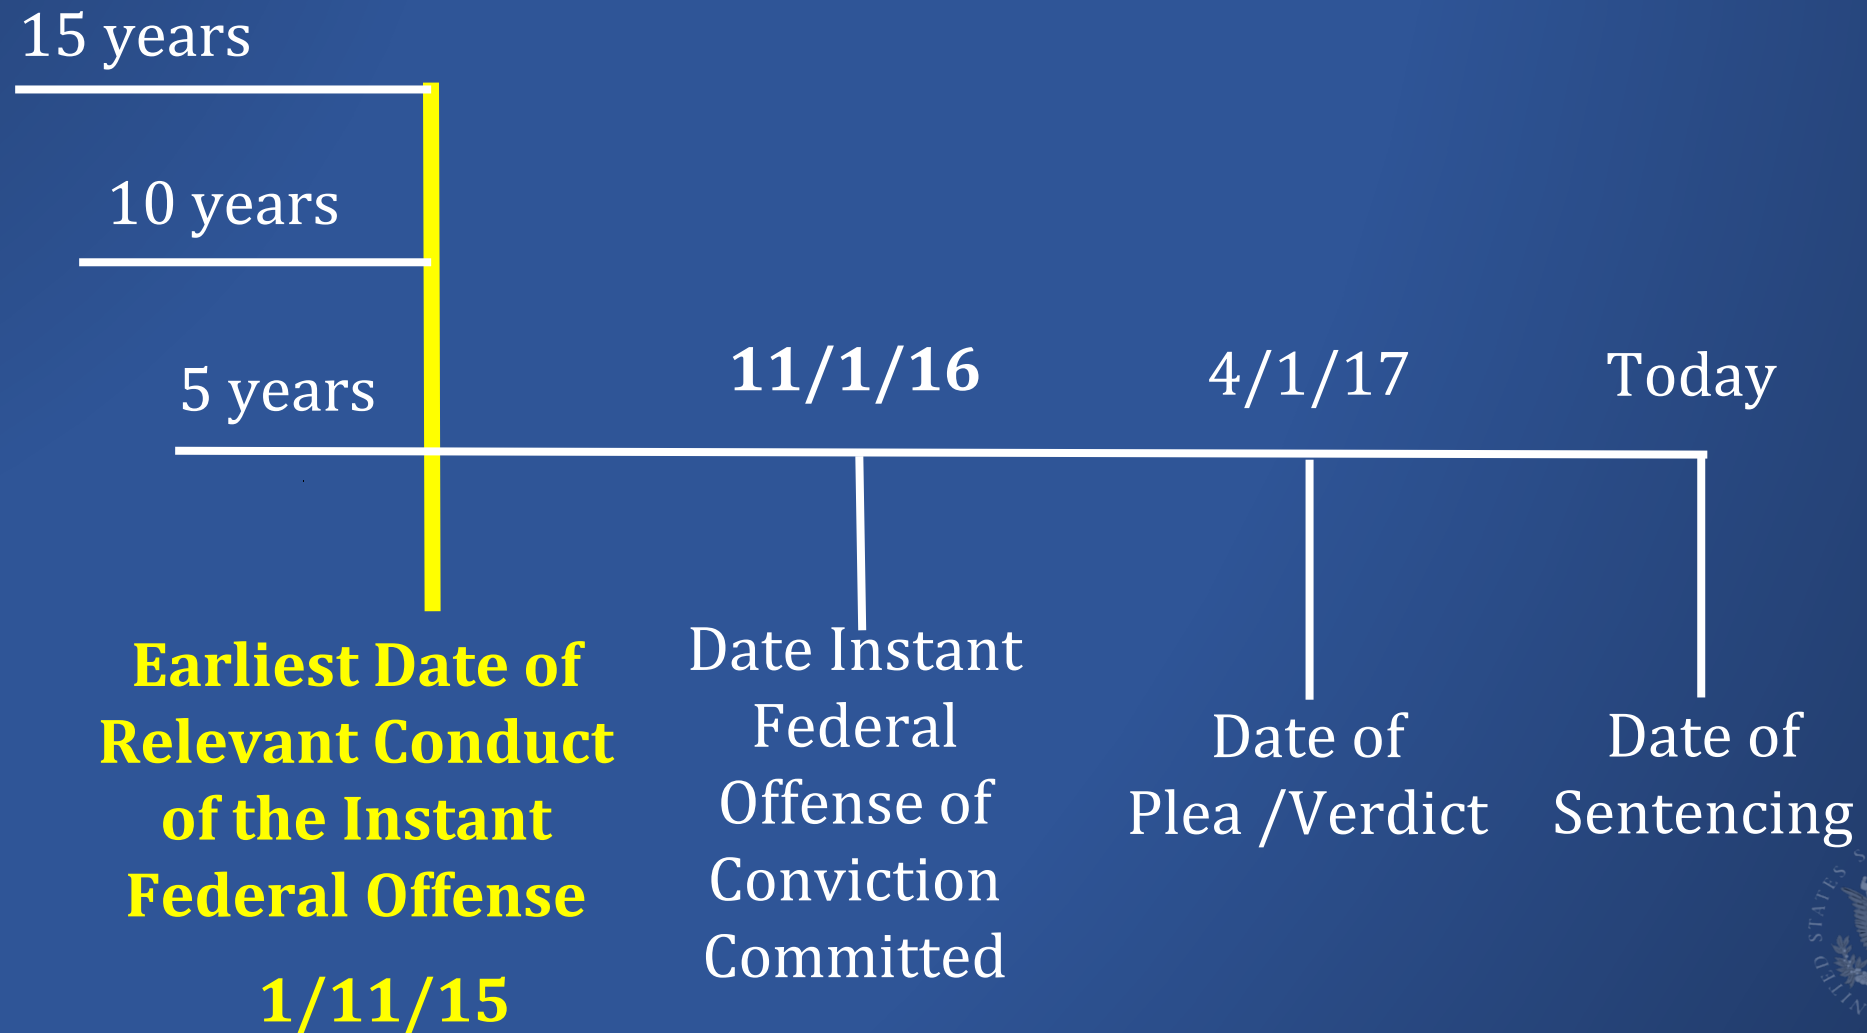 15 years
10 years
5 years
11/1/16
4/1/17
Today
Earliest Date of
Relevant Conduct
of the Instant
Federal Offense
1/11/15
Date Instant
Federal
Offense of
Conviction
Committed
Date of
Plea /Verdict
Date of
Sentencing
UNITED STATES